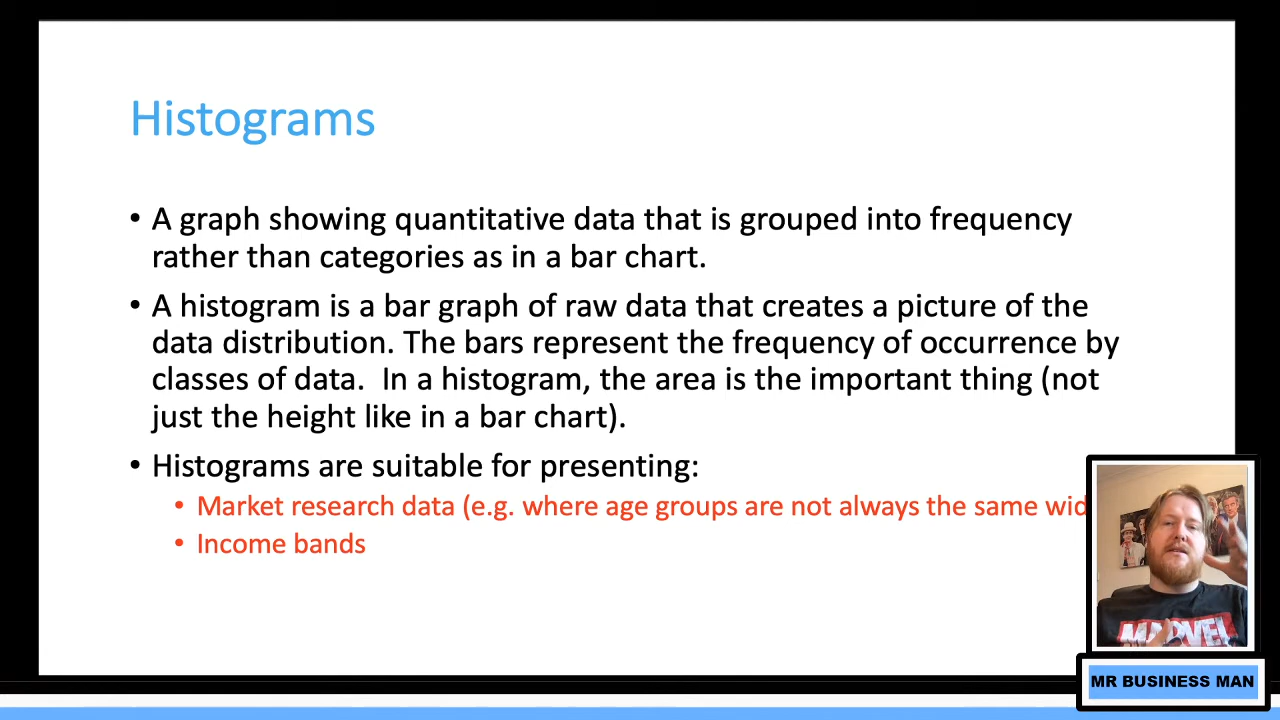 Histograms
• A graph showing quantitative data that is grouped into frequency
rather than categories as in a bar chart.
• A histogram is a bar graph of raw data that creates a picture of the
data distribution. The bars represent the frequency of occurrence by
classes of data.  In a histogram, the area is the important thing (not
just the height like in a bar chart).
• Histograms are suitable for presenting:
• Market research data (e.g. where age groups are not always the same wid
• Income bands
MARVEL
MR BUSINESS MAN